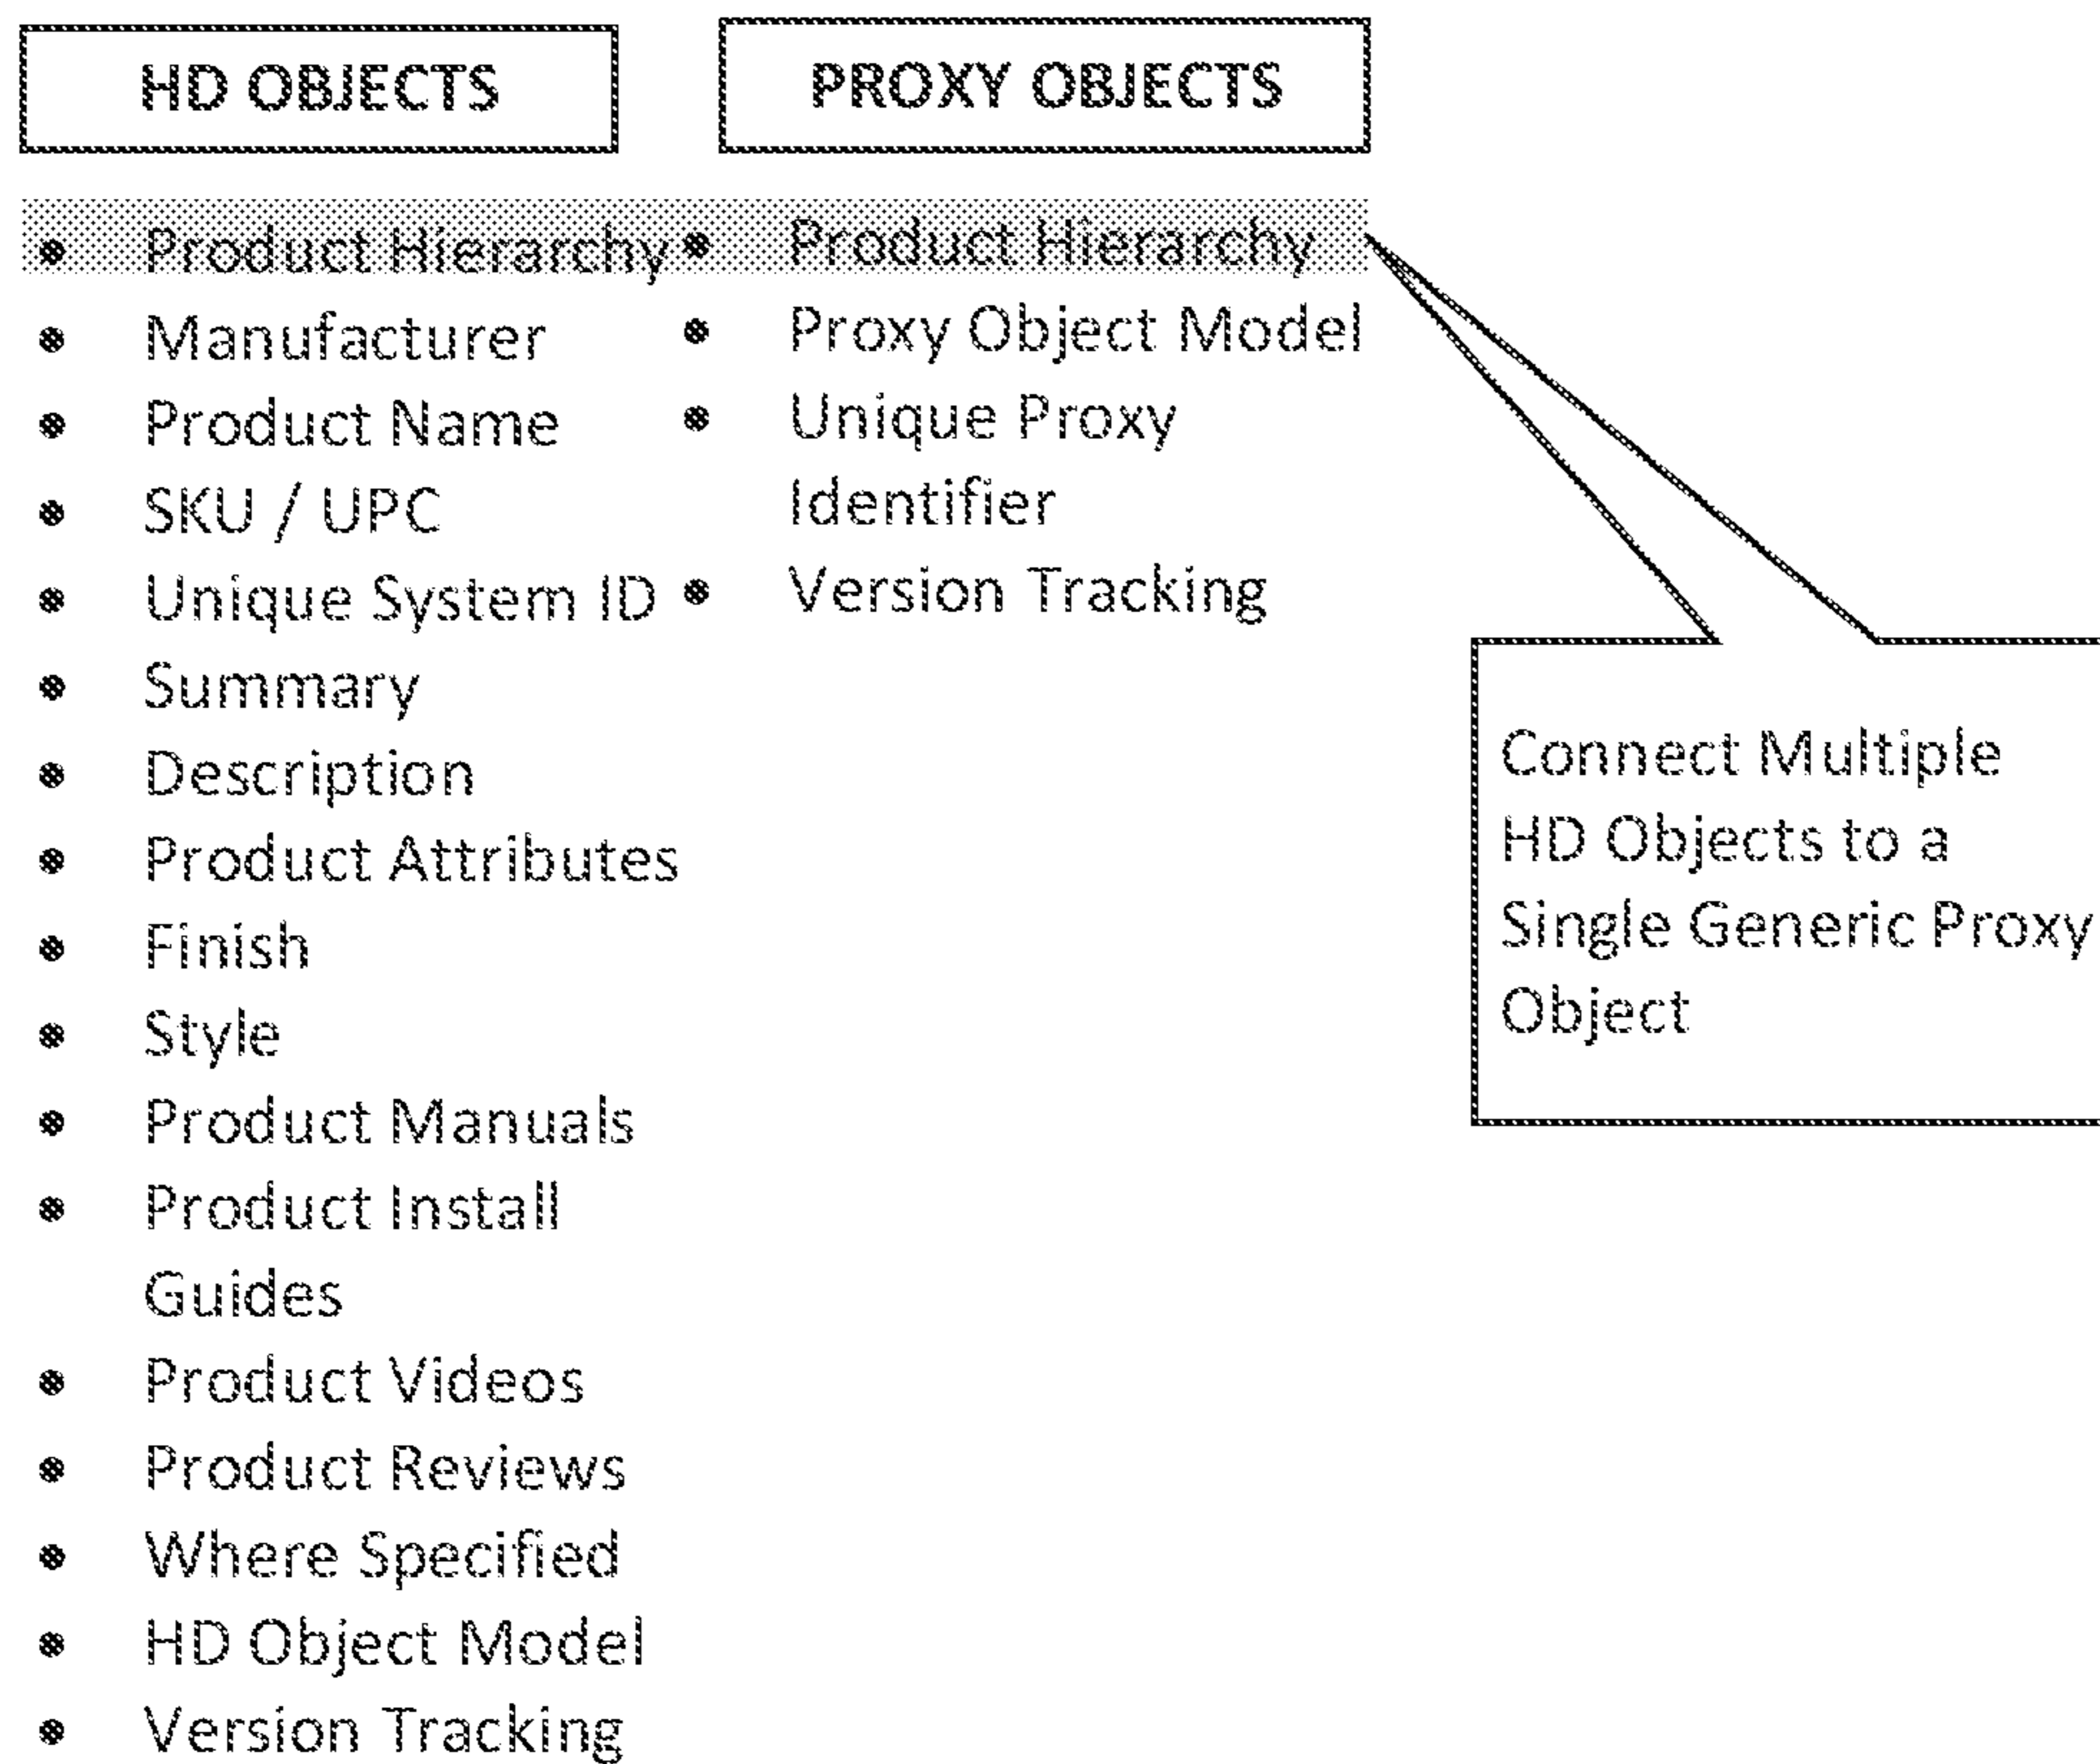 HD OBJECTS
• Product Hierarchy
• Manufacturer
• Product Name
• SKU / UPC
• Unique System ID
• Summary
• Description
• Product Attributes
• Finish
• Style
• Product Manuals
• Product Install
Guides
• Product Videos
• Product Reviews
• Where Specified
• HD Object Model
• Version Tracking
PROXY OBJECTS
• Product Hierarchy
• Proxy Object Model
• Unique Proxy
Identifier
• Version Tracking
Connect Multiple
HD Objects to a
Single Generic Proxy
Object